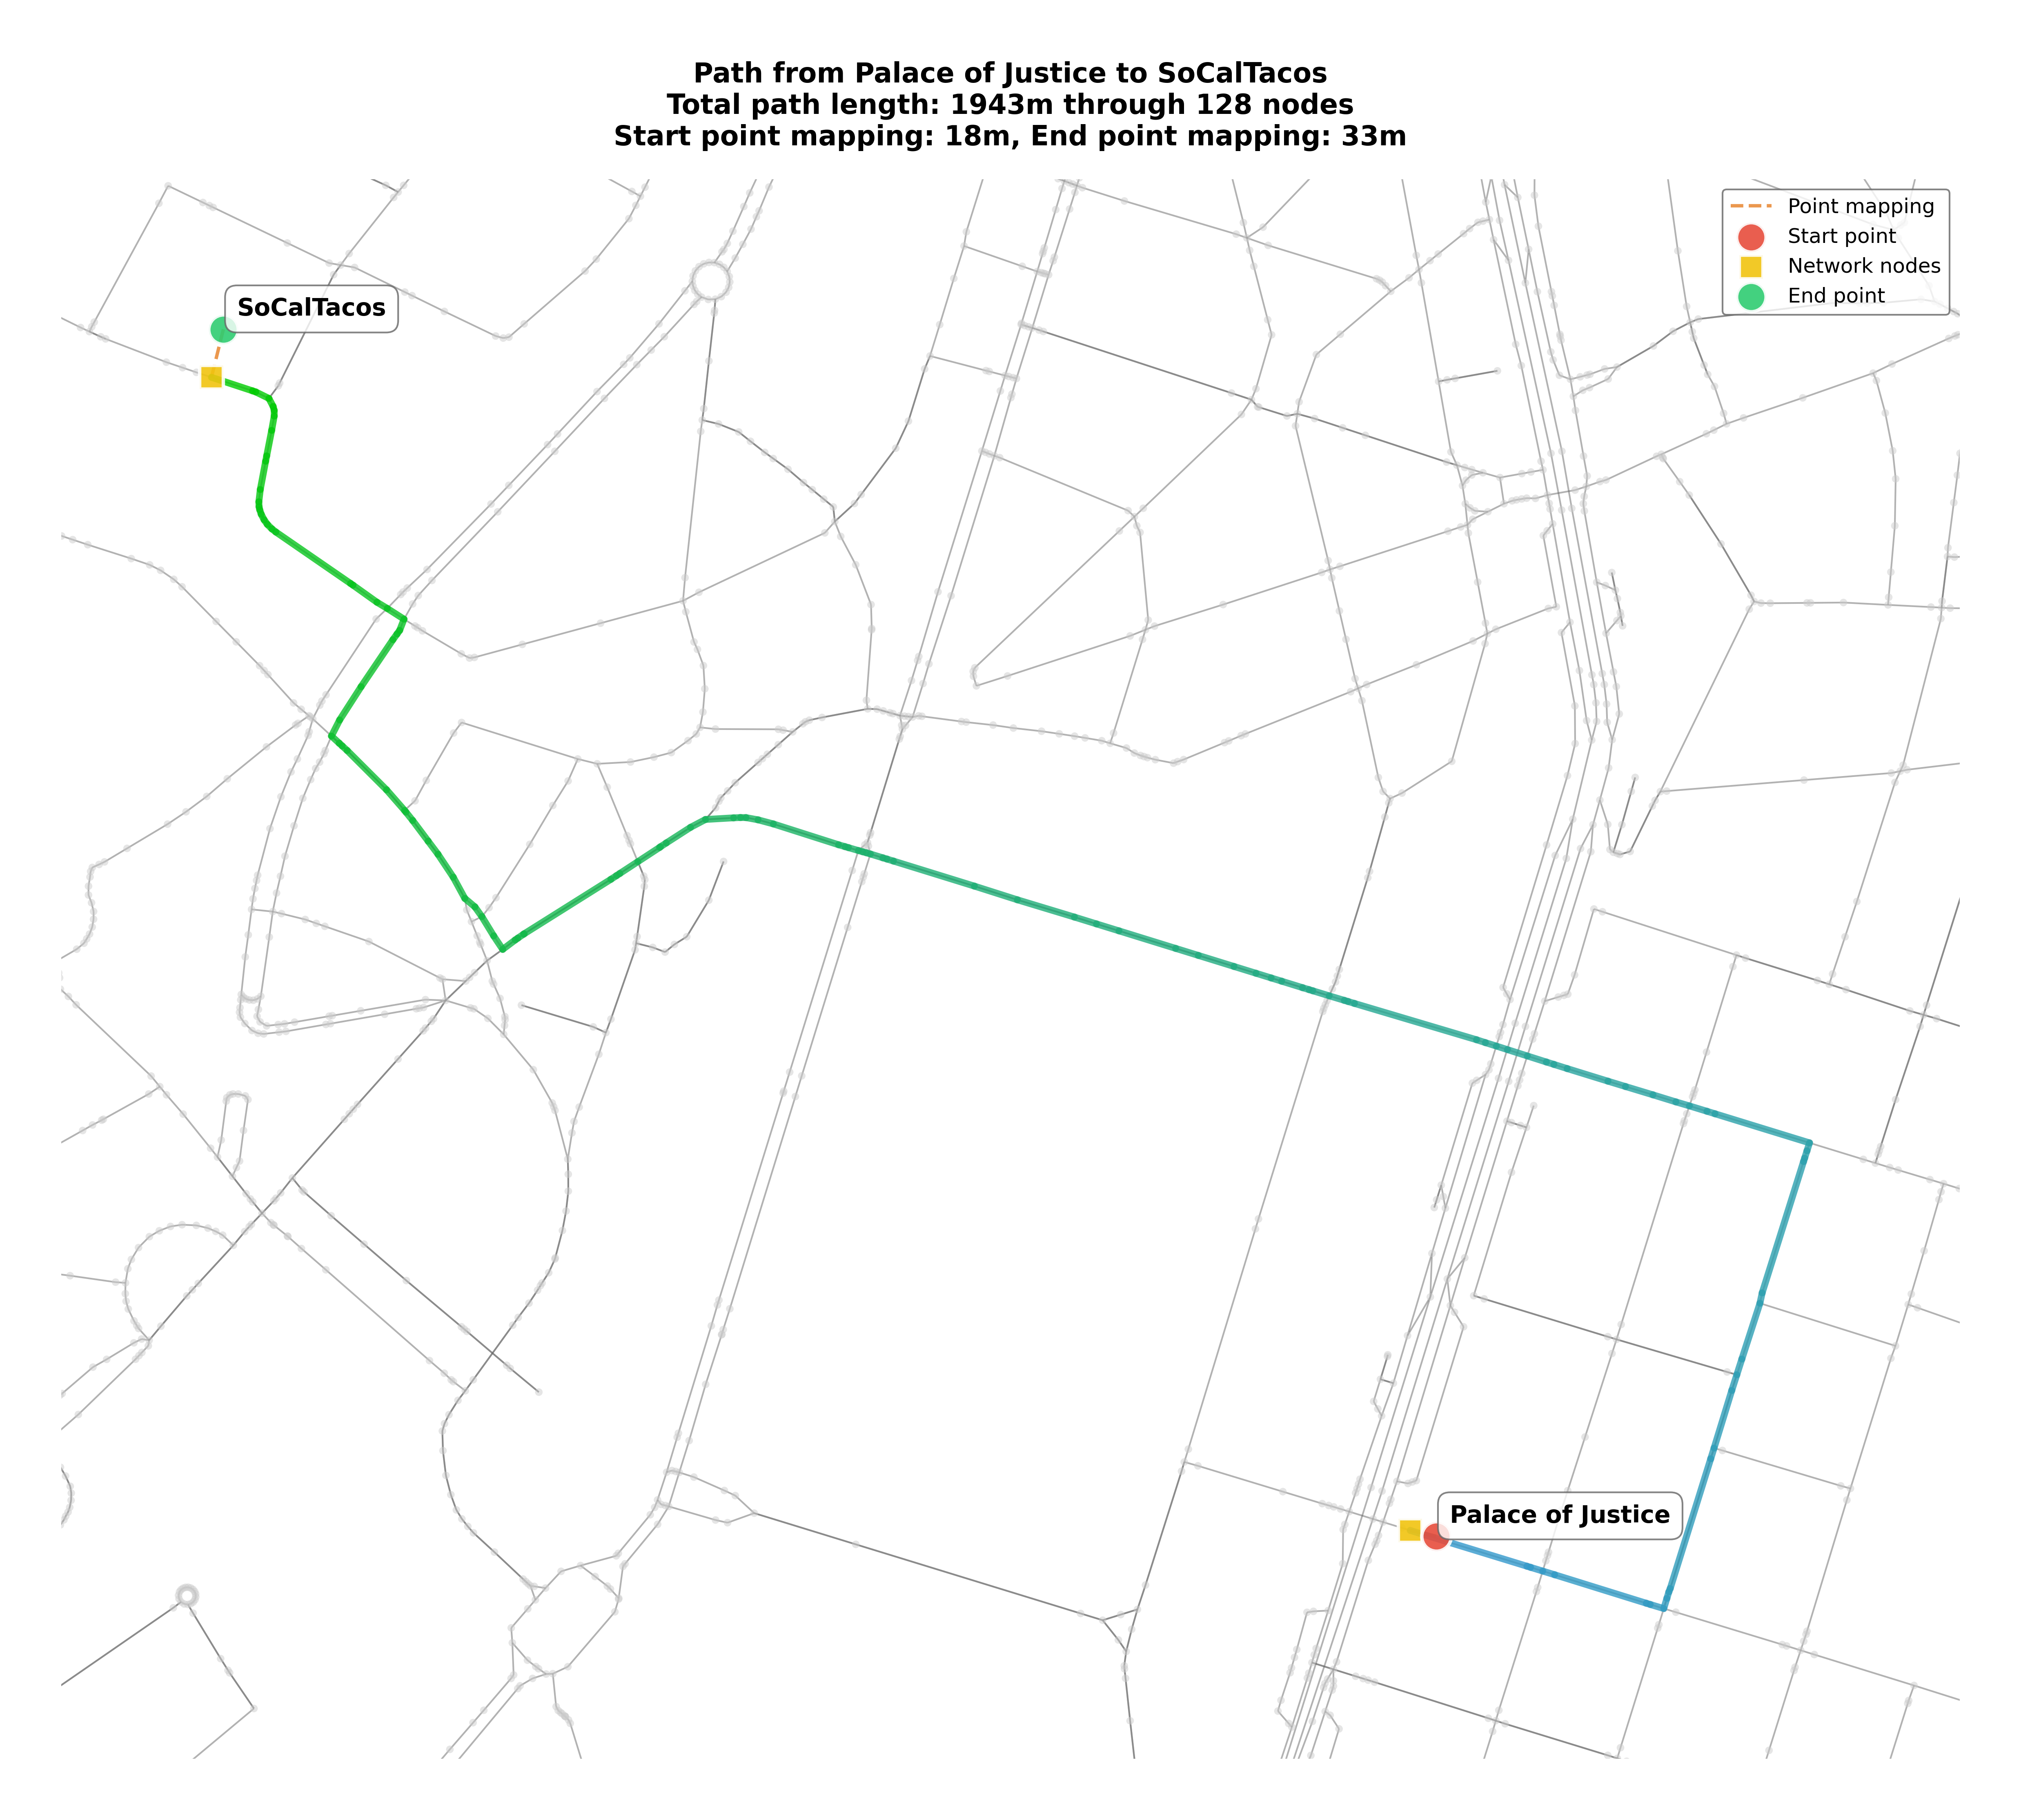 Path from Palace of Justice to SoCalTacos
Total path length: 1943m through 128 nodes
Start point mapping: 18m, End point mapping: 33m
Point mapping
Start point
Network nodes
End point
SoCalTacos
Palace of Justice